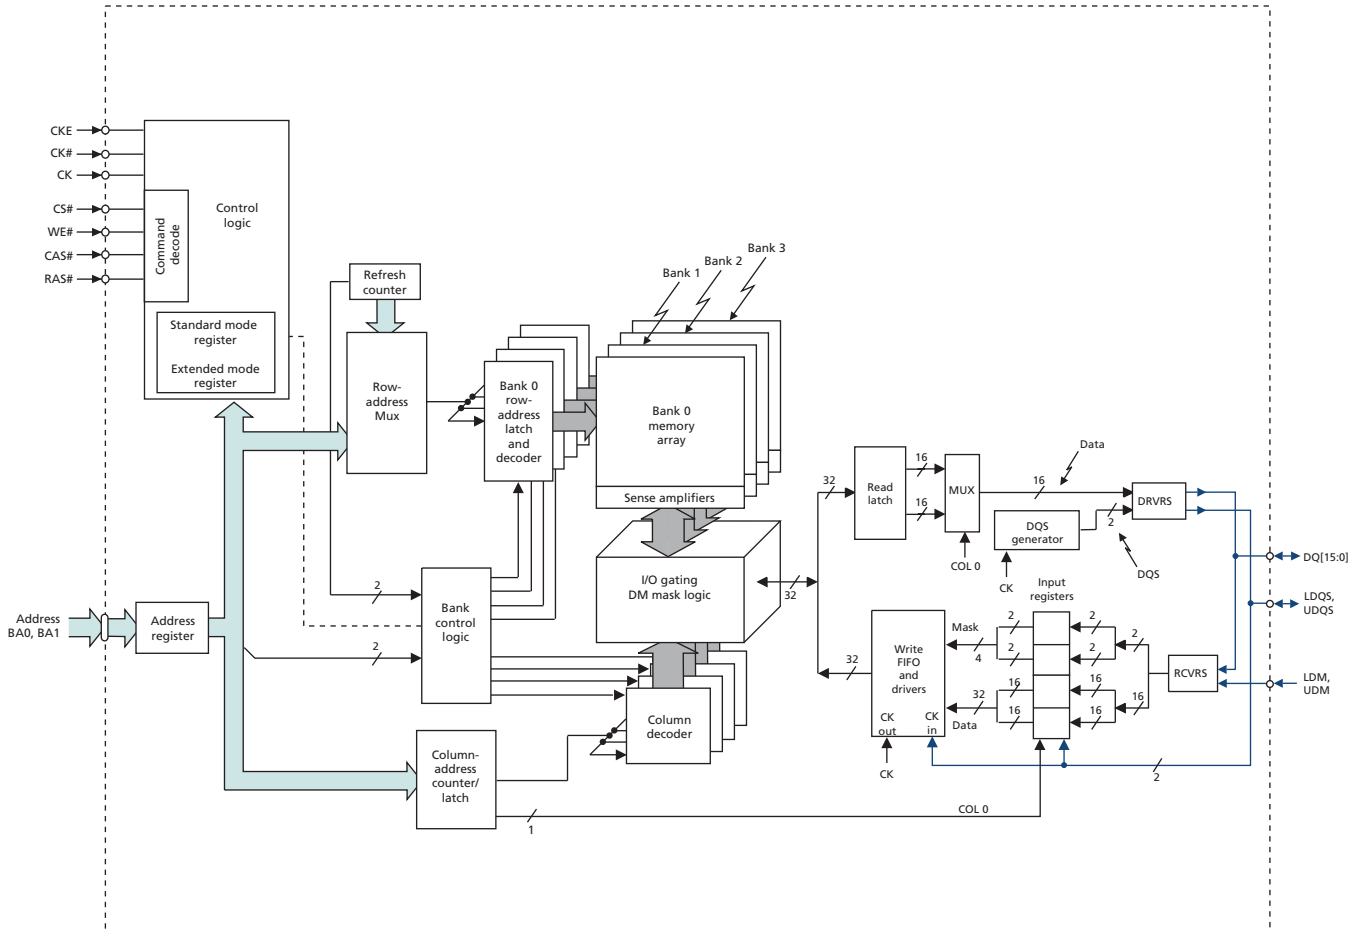 CKE
CK#
CK
CS#
WE#
CAS#
RAS#
Command
decode
Control
logic
Standard mode
register
Extended mode
register
Refresh
counter
Row-
address
Mux
Bank 0
row-
address
latch
and
decoder
Bank 1
Bank 2
Bank 3
Bank 0
memory
array
Sense amplifiers
I/O gating
DM mask logic
Address
BA0, BA1
Address
register
2
2
Bank
control
logic
Column
decoder
Column-
address
counter/
latch
1
COL 0
32
32
32
Read
latch
16
16
MUX
COL 0
16
Data
DQS
generator
CK
2
DQS
DRVRS
DQ[15:0]
LDQS,
UDQS
LDM,
UDM
RCVRS
Input
registers
2
2
2
2
2
16
16
16
16
16
Mask
4
32
Data
Write
FIFO
and
drivers
CK
out
CK
in
CK
2